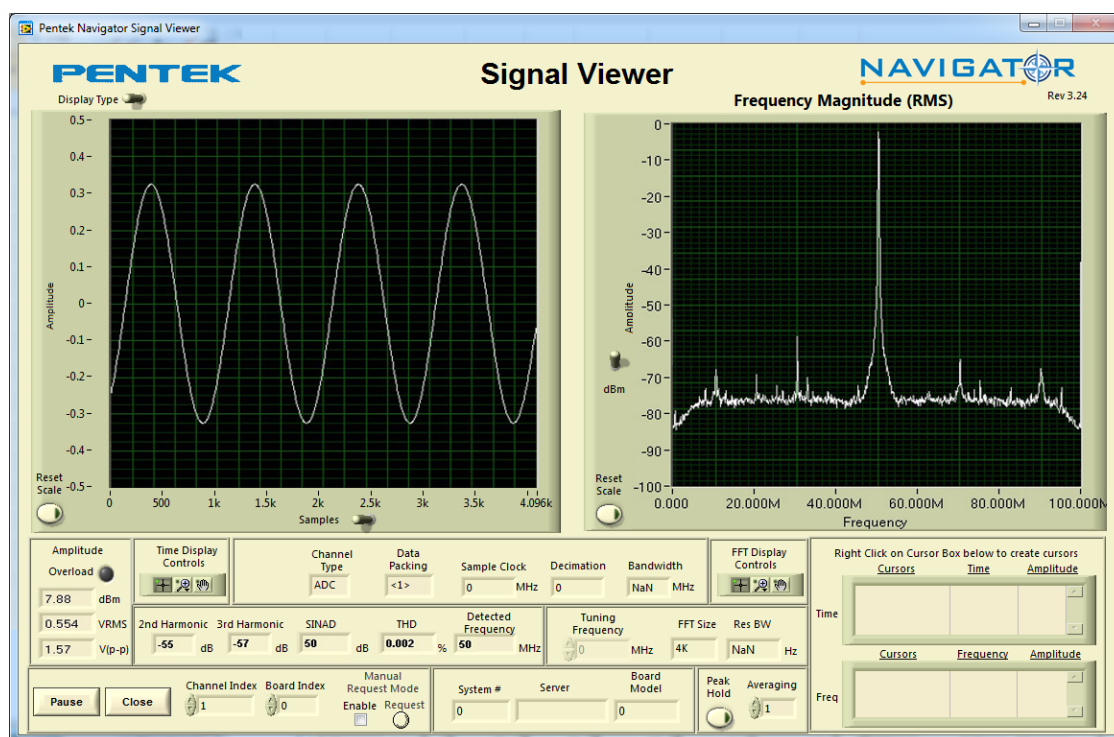 Pentek Navigator Signal Viewer
PENTEK
Signal Viewer
NAVIGATOR
Rev 3.24
Display Type
Frequency Magnitude (RMS)
0.5
0.4
0.3
0.2
0.1
0
-0.1
-0.2
-0.3
-0.4
-0.5
Amplitude
Reset
Scale
0
500
1k
1.5k
2k
2.5k
3k
3.5k
4.096k
Samples
0
-10
-20
-30
-40
-50
-60
-70
-80
-90
-100
Amplitude
dBm
Reset
Scale
0.000
20.000M
40.000M
60.000M
80.000M
100.000M
Frequency
Amplitude
Overload
7.88 dBm
0.554 VRMS
1.57 V(p-p)
Time Display
Controls
Channel
Type
ADC
Data
Packing
<1>
Sample Clock
0 MHz
Decimation
0
Bandwidth
NaN MHz
FFT Display
Controls
2nd Harmonic
-55 dB
3rd Harmonic
-57 dB
SINAD
50 dB
THD
0.002 %
Detected
Frequency
50 MHz
Tuning
Frequency
0 MHz
FFT Size
4K
Res BW
NaN Hz
Right Click on Cursor Box below to create cursors
Cursors Time Amplitude
Time
Cursors Frequency Amplitude
Freq
Pause
Close
Channel Index
1
Board Index
0
Manual
Request Mode
Enable Request
System #
0
Server
Board
Model
0
Peak
Hold
Averaging
1